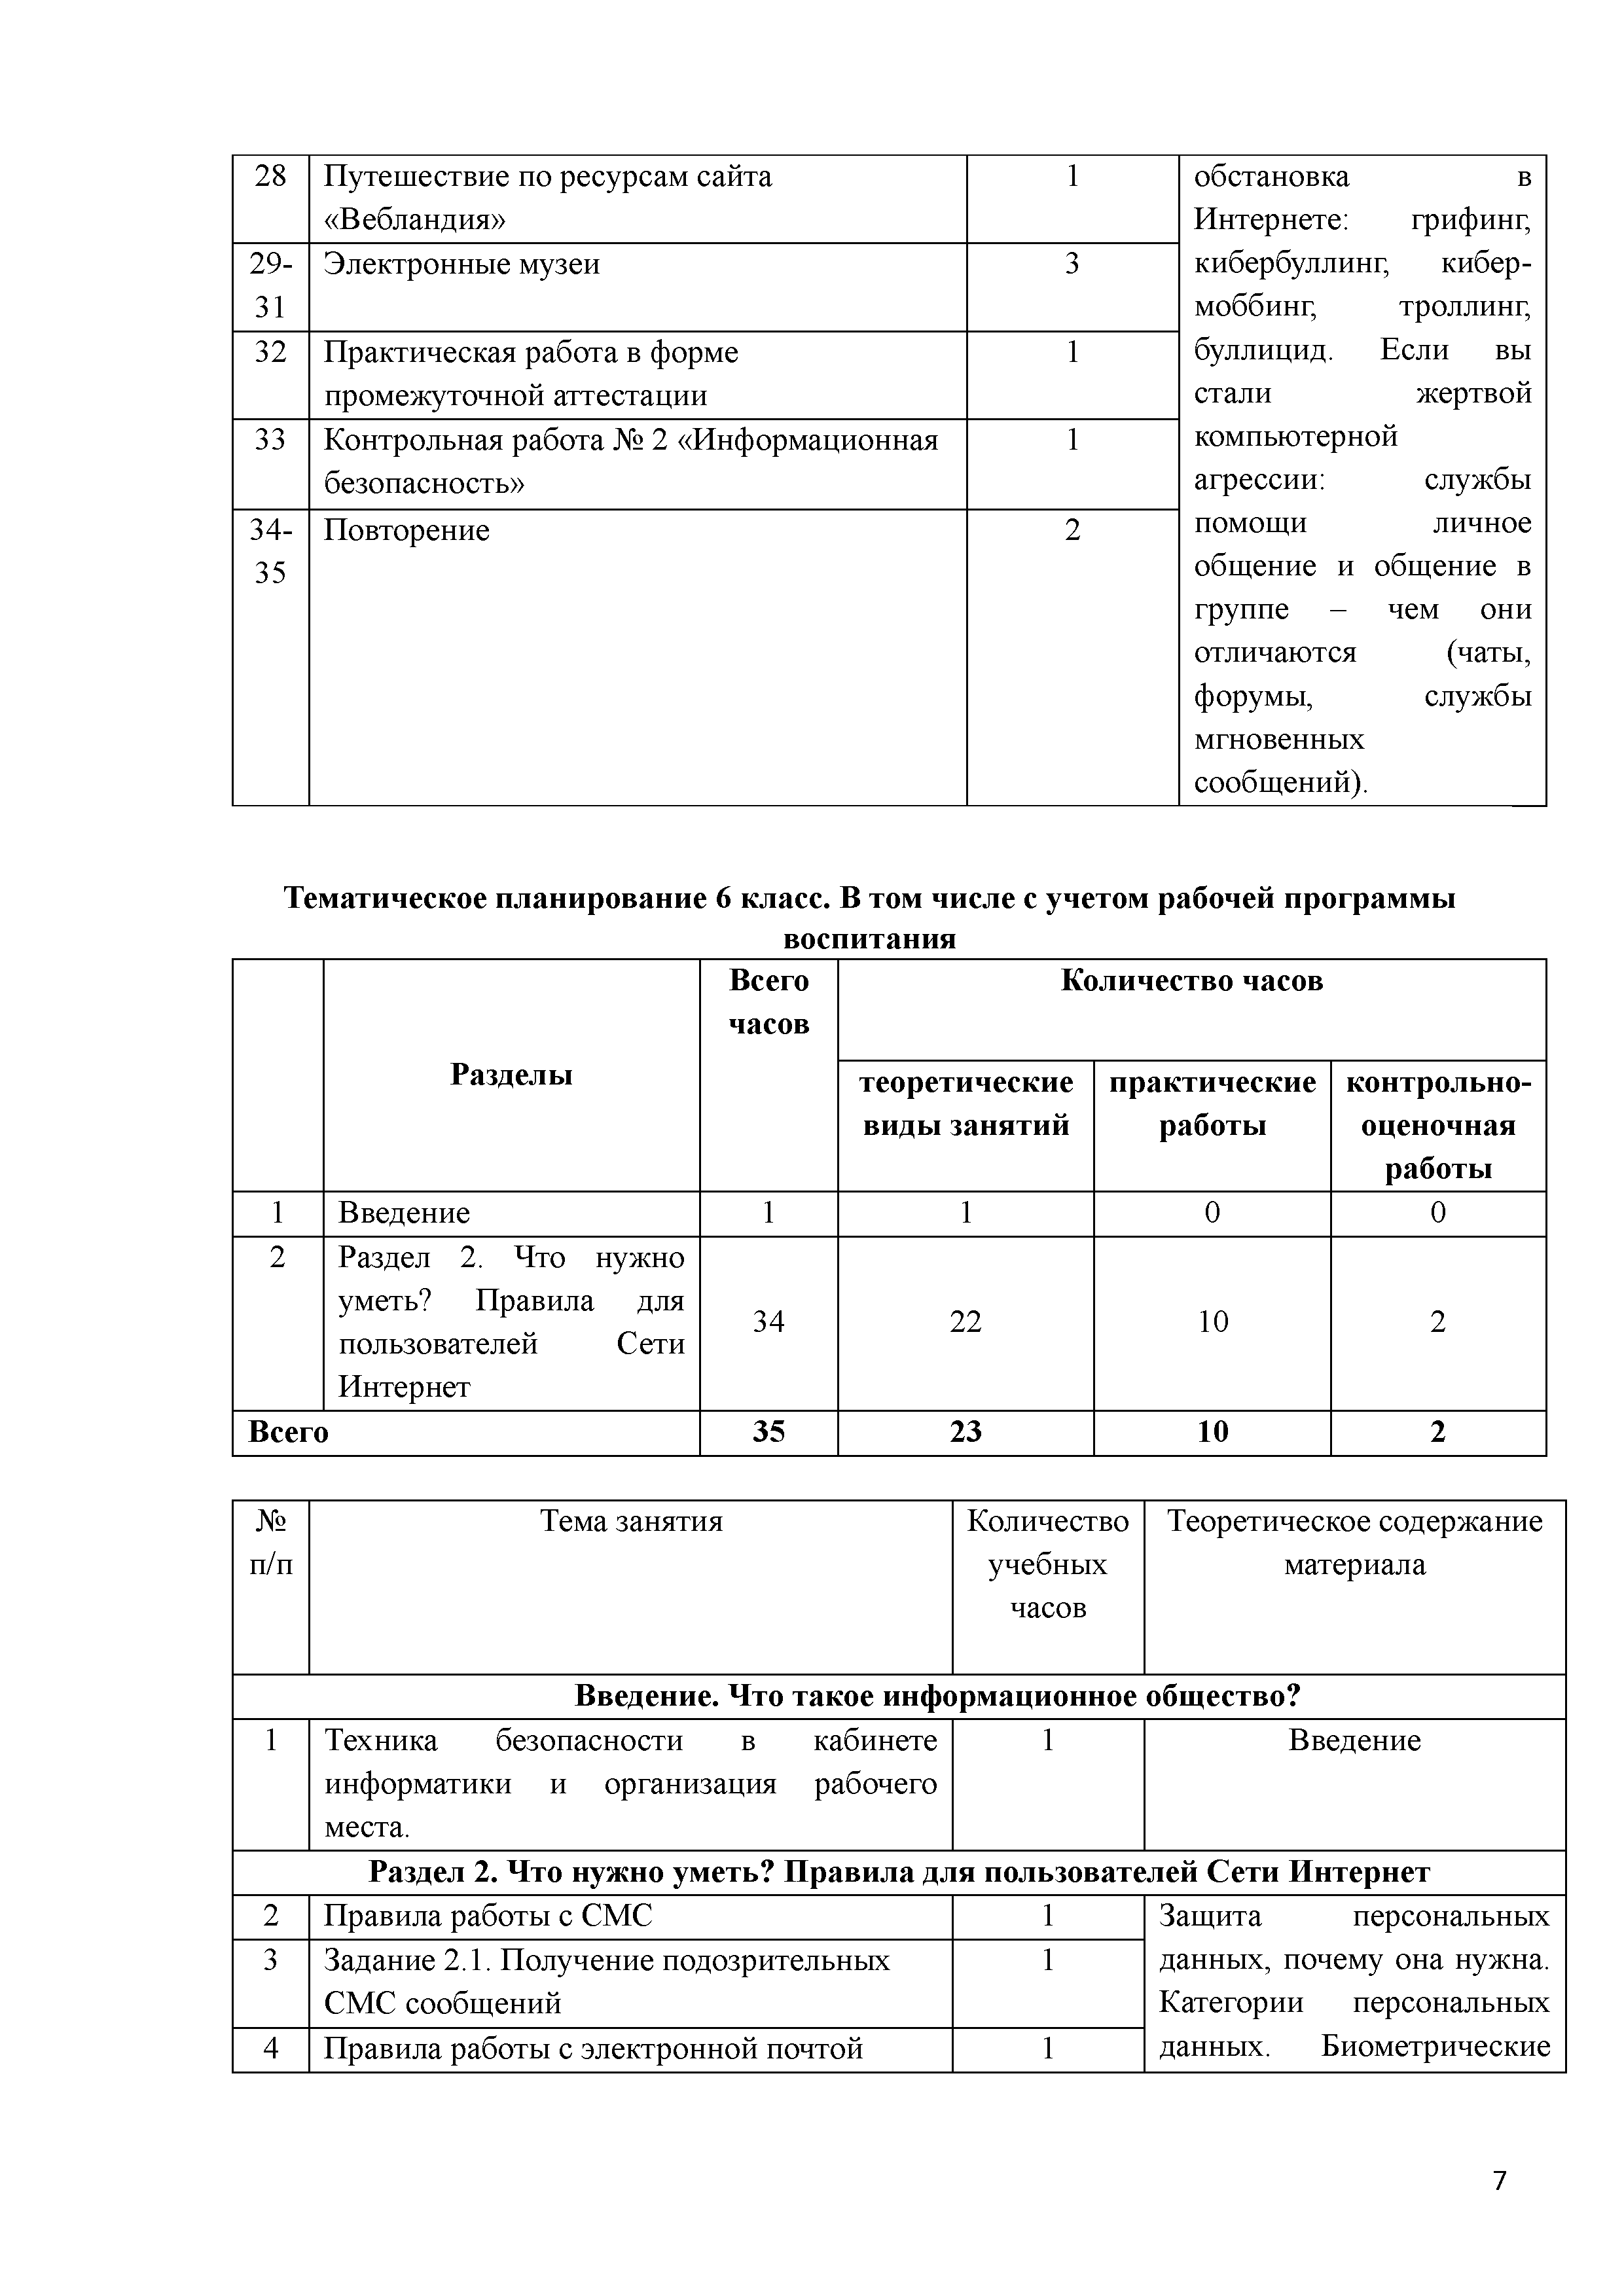 28 Путешествие по ресурсам сайта «Вебландия» 1
29-31 Электронные музеи 3
32 Практическая работа в форме промежуточной аттестации 1
33 Контрольная работа № 2 «Информационная безопасность» 1
34-35 Повторение 2
обстановка в
Интернете: грифинг,
кибербуллинг, кибер-
моббинг, троллинг,
буллицид. Если вы
стали жертвой
компьютерной
агрессии: службы
помощи личное
общение и общение в
группе – чем они
отличаются (чаты,
форумы, службы
мгновенных
сообщений).
Тематическое планирование 6 класс. В том числе с учетом рабочей программы
воспитания
Разделы
Всего
часов
Количество часов
теоретические
виды занятий
практические
работы
контрольно-
оценочная
работы
1 Введение 1 1 0 0
2 Раздел 2. Что нужно
уметь? Правила для
пользователей Сети
Интернет
34 22 10 2
Всего 35 23 10 2
№
п/п
Тема занятия
Количество
учебных
часов
Теоретическое содержание
материала
Введение. Что такое информационное общество?
1 Техника безопасности в кабинете
информатики и организация рабочего
места.
1 Введение
Раздел 2. Что нужно уметь? Правила для пользователей Сети Интернет
2 Правила работы с СМС 1
3 Задание 2.1. Получение подозрительных
СМС сообщений
1
4 Правила работы с электронной почтой 1
Защита персональных
данных, почему она нужна.
Категории персональных
данных. Биометрические
7